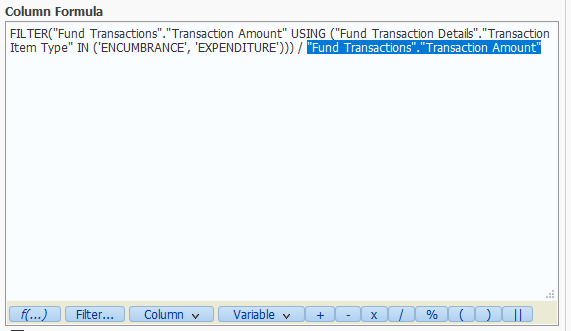 Column Formula
FILTER("Fund Transactions"."Transaction Amount" USING ("Fund Transaction Details"."Transaction
Item Type" IN ('ENCUMBRANCE', 'EXPENDITURE'))) / "Fund Transactions"."Transaction Amount"
f(...) Filter... Column Variable + - x / % ( ) ||